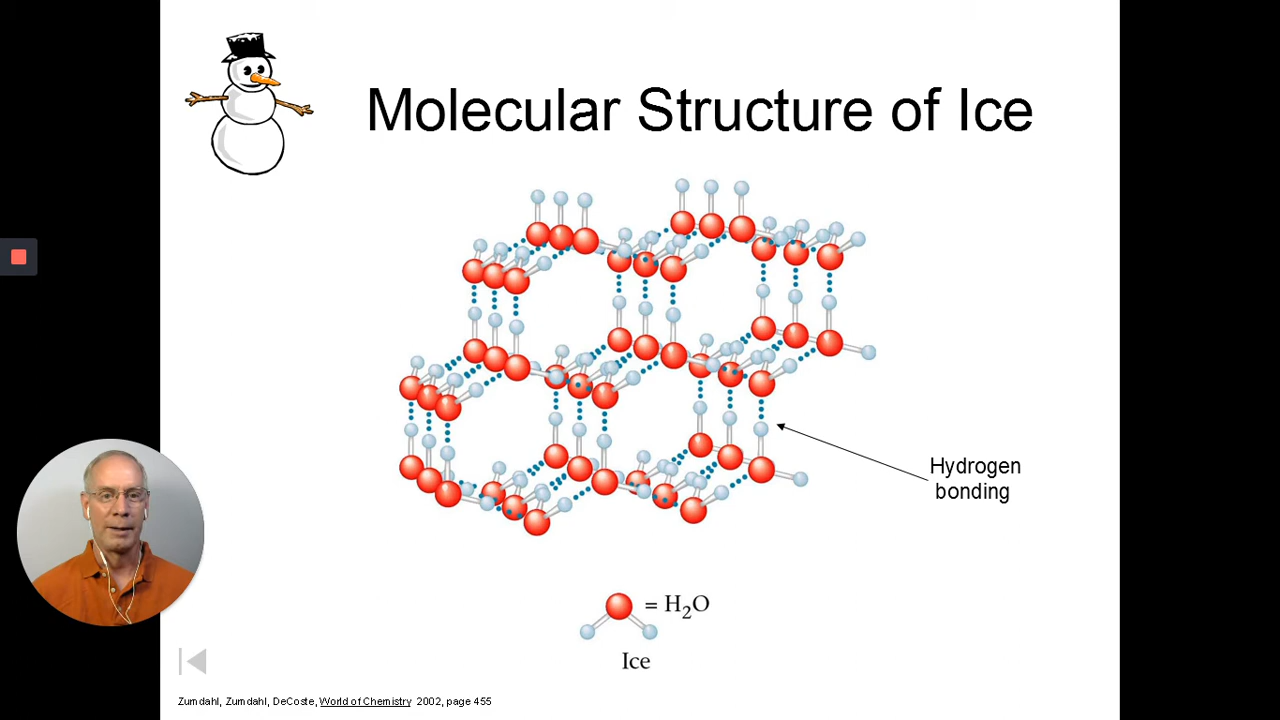 Molecular Structure of Ice
Hydrogen
bonding
= H₂O
Ice
Zumdahl, Zumdahl, DeCoste, World of Chemistry 2002, page 455